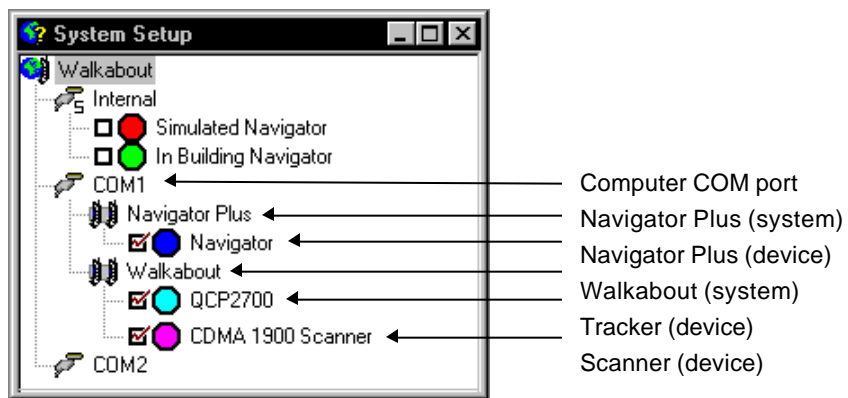 System Setup
Walkabout
Internal
Simulated Navigator
In Building Navigator
COM1
Navigator Plus
Navigator
Walkabout
QCP2700
CDMA 1900 Scanner
COM2
Computer COM port
Navigator Plus (system)
Navigator Plus (device)
Walkabout (system)
Tracker (device)
Scanner (device)